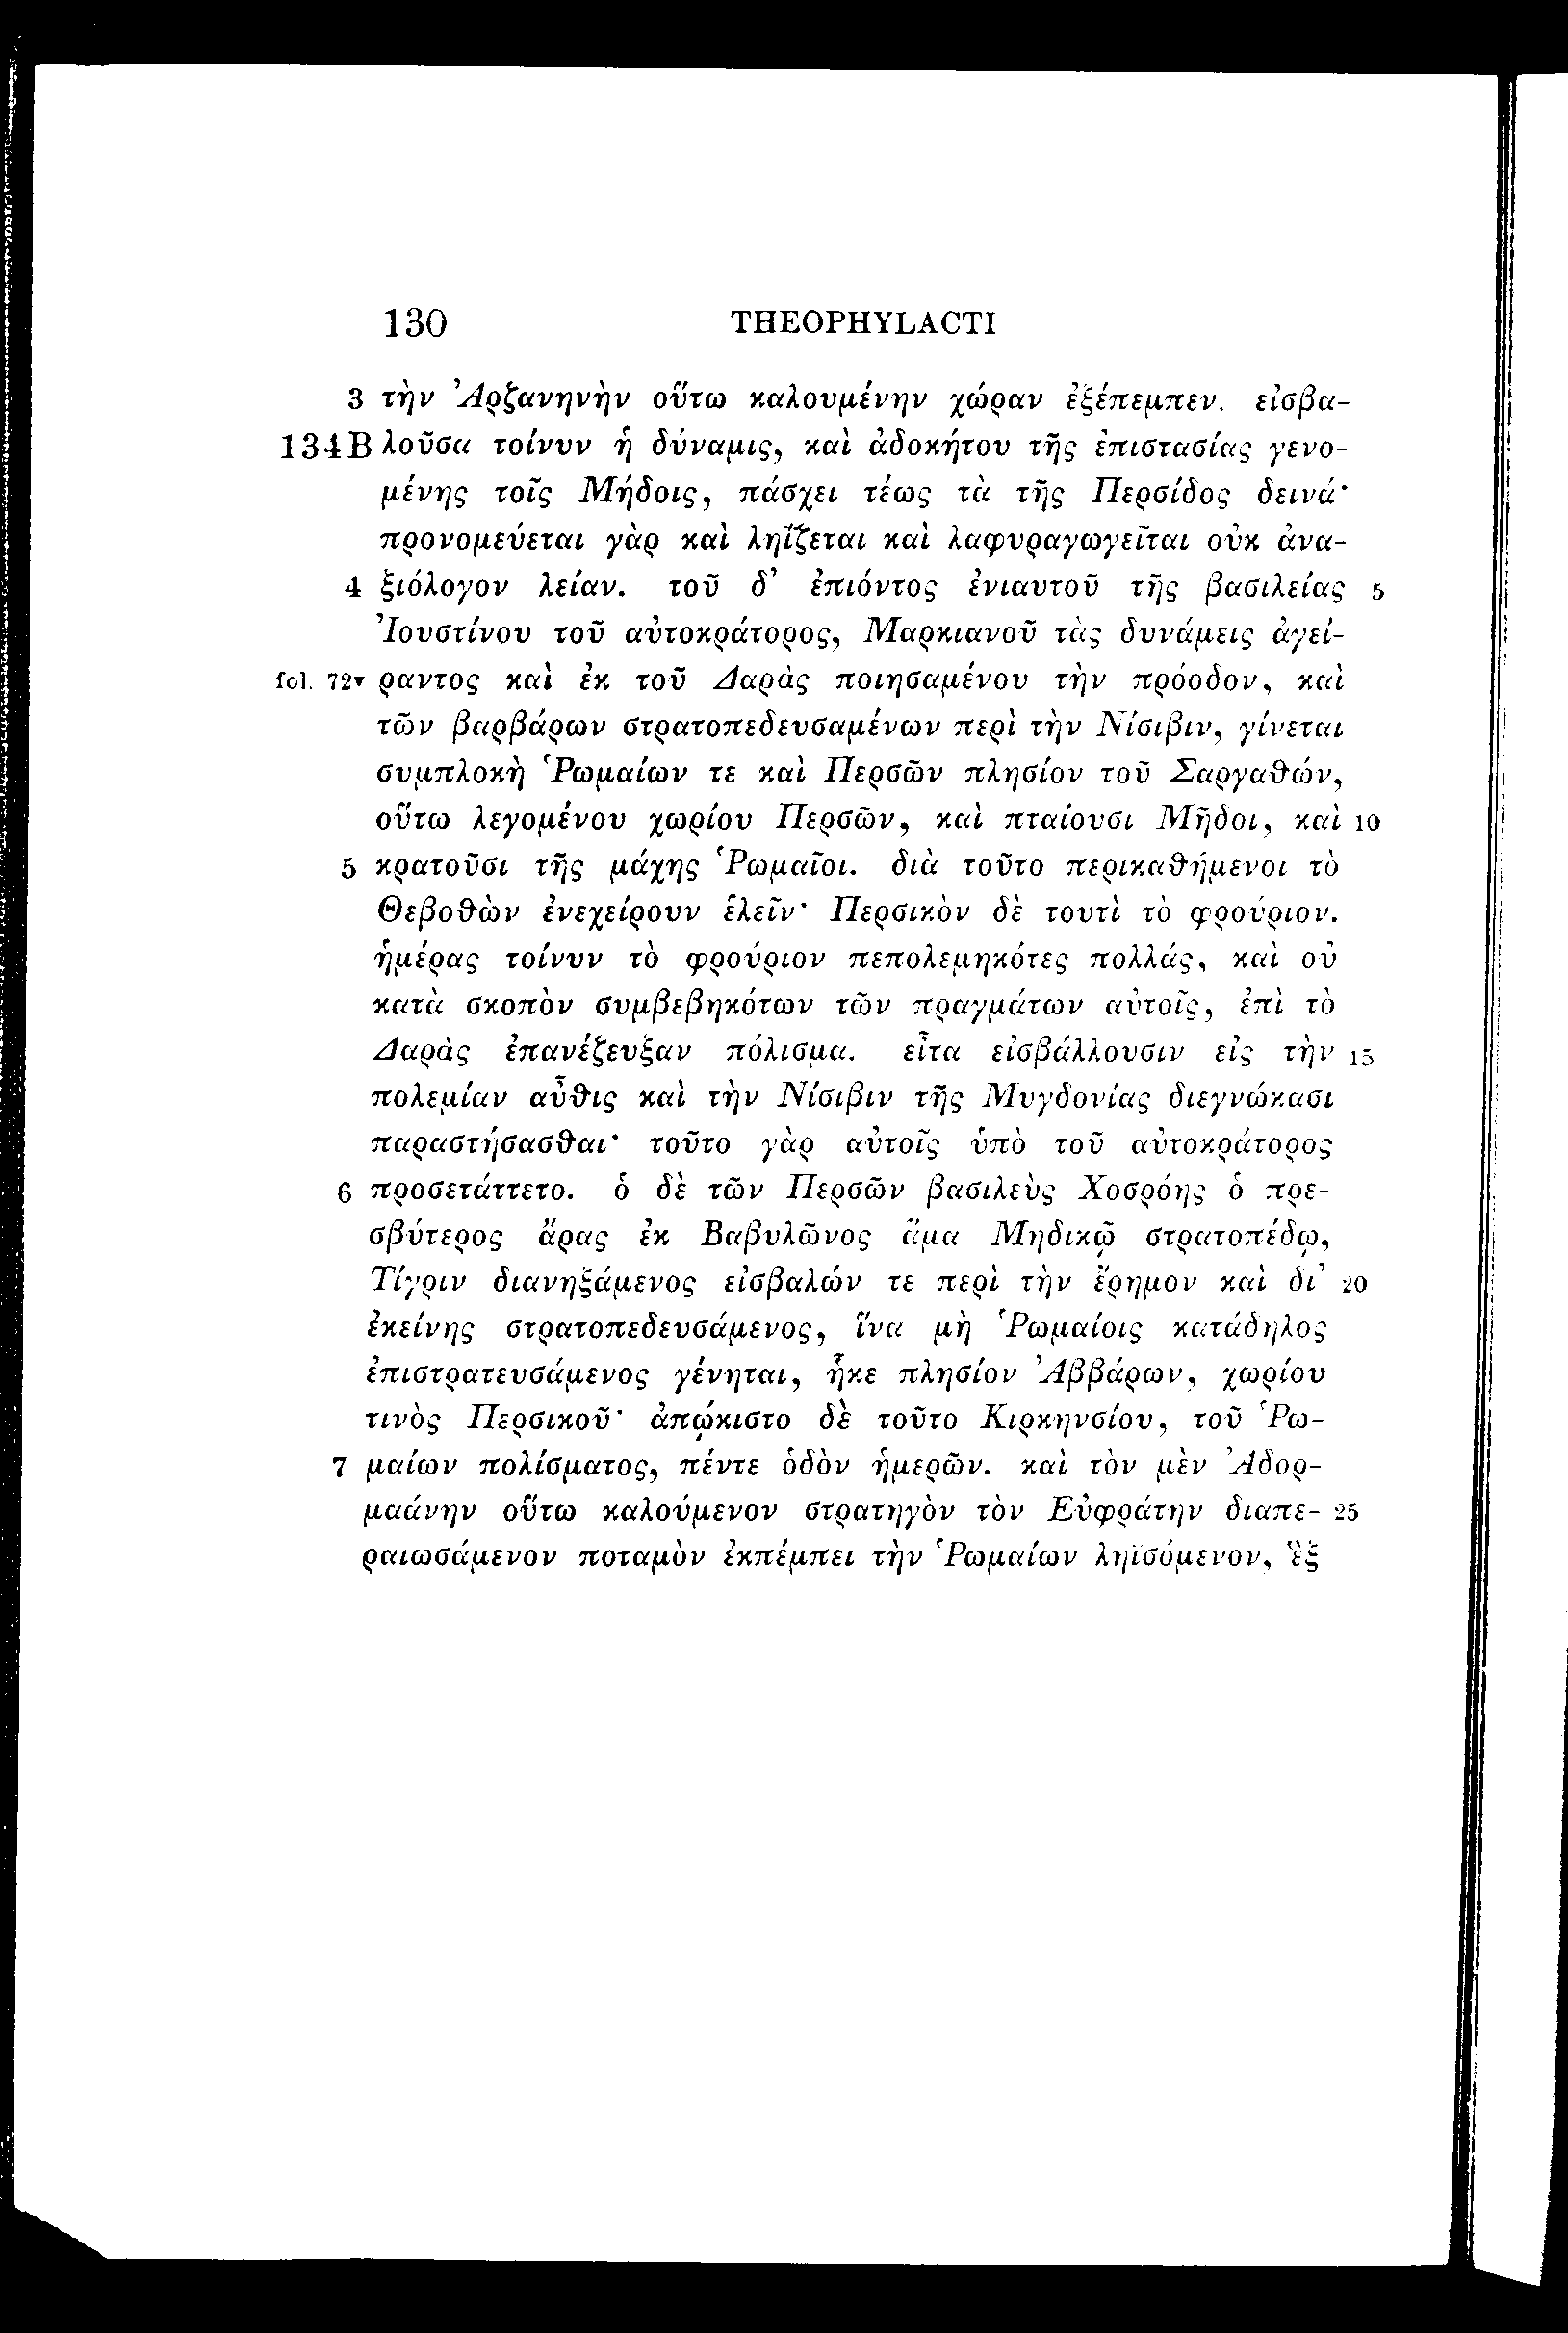 130 THEOPHYLACTI
3 τὴν Ἀρζανηνὴν οὕτω καλουμένην χώραν ἐξέπεμπεν. εἰσβα-
134B λοῦσα τοίνυν ἡ δύναμις, καὶ ἀδοκήτου τῆς ἐπιστασίας γενο-
μένης τοῖς Μήδοις, πάσχει τέως τὰ τῆς Περσίδος δεινά·
προνομεύεται γὰρ καὶ ληΐζεται καὶ λαφυραγωγεῖται οὐκ ἀνα-
4 ξιόλογον λείαν. τοῦ δ’ ἐπιόντος ἐνιαυτοῦ τῆς βασιλείας 5
Ἰουστίνου τοῦ αὐτοκράτορος, Μαρκιανοῦ τὰς δυνάμεις ἀγεί-
fol. 72v ραντος καὶ ἐκ τοῦ Δαρὰς ποιησαμένου τὴν πρόοδον, καὶ
τῶν βαρβάρων στρατοπεδευσαμένων περὶ τὴν Νίσιβιν, γίνεται
συμπλοκὴ Ῥωμαίων τε καὶ Περσῶν πλησίον τοῦ Σαργαθών,
οὕτω λεγομένου χωρίου Περσῶν, καὶ πταίουσι Μῆδοι, καὶ 10
5 κρατοῦσι τῆς μάχης Ῥωμαῖοι. διὰ τοῦτο περικαθήμενοι τὸ
Θεβοθὼν ἐνεχείρουν ἑλεῖν· Περσικὸν δὲ τουτὶ τὸ φρούριον.
ἡμέρας τοίνυν τὸ φρούριον πεπολεμηκότες πολλάς, καὶ οὐ
κατὰ σκοπὸν συμβεβηκότων τῶν πραγμάτων αὐτοῖς, ἐπὶ τὸ
Δαρὰς ἐπανέζευξαν πόλισμα. εἶτα εἰσβάλλουσιν εἰς τὴν 15
πολεμίαν αὖθις καὶ τὴν Νίσιβιν τῆς Μυγδονίας διεγνώκασι
παραστήσασθαι· τοῦτο γὰρ αὐτοῖς ὑπὸ τοῦ αὐτοκράτορος
6 προσετάττετο. ὁ δὲ τῶν Περσῶν βασιλεὺς Χοσρόης ὁ πρε-
σβύτερος ἄρας ἐκ Βαβυλῶνος ἅμα Μηδικῷ στρατοπέδῳ,
Τίγριν διανηξάμενος εἰσβαλών τε περὶ τὴν ἔρημον καὶ δι’ 20
ἐκείνης στρατοπεδευσάμενος, ἵνα μὴ Ῥωμαίοις κατάδηλος
ἐπιστρατευσάμενος γένηται, ἧκε πλησίον Ἀββάρων, χωρίου
τινὸς Περσικοῦ· ἀπῴκιστο δὲ τοῦτο Κιρκηνσίου, τοῦ Ῥω-
7 μαίων πολίσματος, πέντε ὁδὸν ἡμερῶν. καὶ τὸν μὲν Ἀδορ-
μαάνην οὕτω καλούμενον στρατηγὸν τὸν Εὐφράτην διαπε- 25
ραιωσάμενον ποταμὸν ἐκπέμπει τὴν Ῥωμαίων ληϊσόμενον, ἓξ